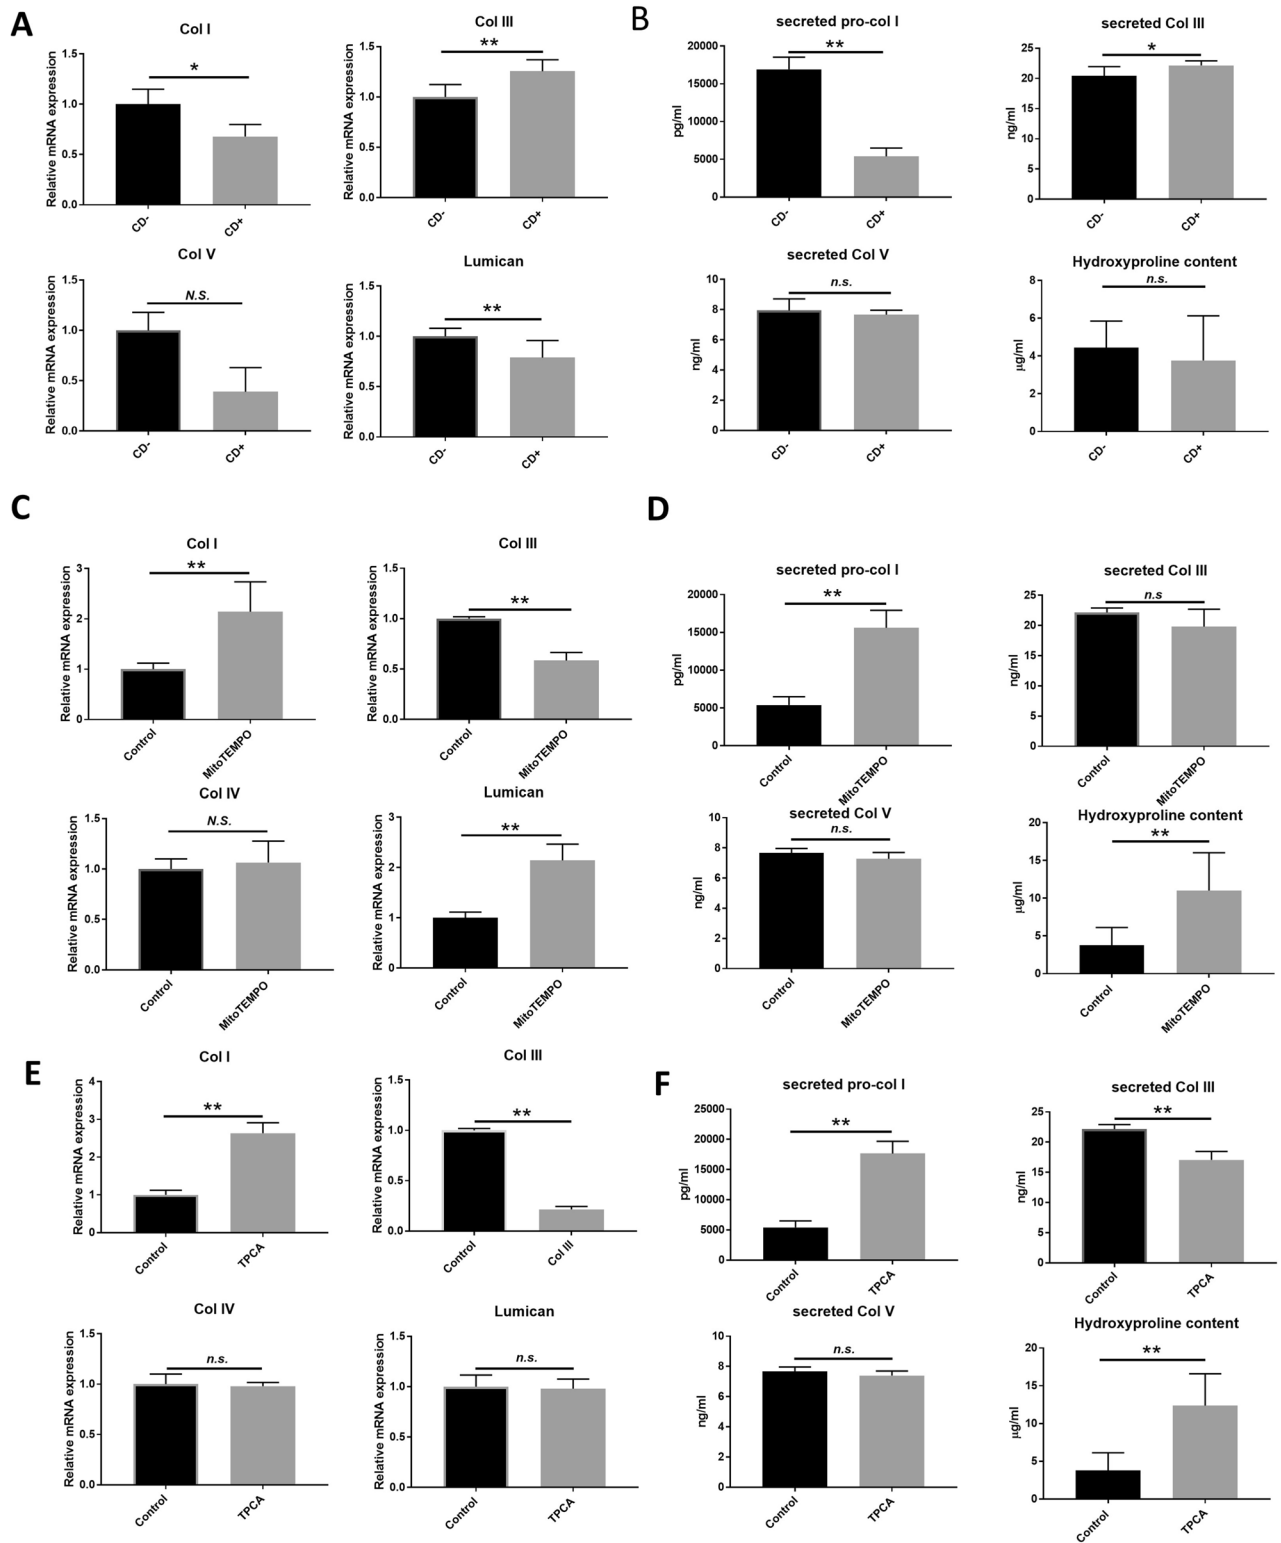 A
Col I
Relative mRNA expression
1.5
1.0
0.5
0.0
*
CD-
CD+
Col III
Relative mRNA expression
1.5
1.0
0.5
0.0
**
CD-
CD+
Col V
Relative mRNA expression
1.5
1.0
0.5
0.0
N.S.
CD-
CD+
Lumican
Relative mRNA expression
1.5
1.0
0.5
0.0
**
CD-
CD+
B
secreted pro-col I
pg/ml
20000
15000
10000
5000
0
**
CD-
CD+
secreted Col III
ng/ml
25
20
15
10
5
0
*
CD-
CD+
secreted Col V
ng/ml
10
8
6
4
2
0
n.s.
CD-
CD+
Hydroxyproline content
µg/ml
8
6
4
2
0
n.s.
CD-
CD+
C
Col I
Relative mRNA expression
3
2
1
0
**
Control
MitoTEMPO
Col III
Relative mRNA expression
1.5
1.0
0.5
0.0
**
Control
MitoTEMPO
Col IV
Relative mRNA expression
1.5
1.0
0.5
0.0
N.S.
Control
MitoTEMPO
Lumican
Relative mRNA expression
3
2
1
0
**
Control
MitoTEMPO
D
secreted pro-col I
pg/ml
20000
15000
10000
5000
0
**
Control
MitoTEMPO
secreted Col III
ng/ml
25
20
15
10
5
0
n.s
Control
MitoTEMPO
secreted Col V
ng/ml
10
8
6
4
2
0
n.s.
Control
MitoTEMPO
Hydroxyproline content
µg/ml
20
15
10
5
0
**
Control
MitoTEMPO
E
Col I
Relative mRNA expression
4
3
2
1
0
**
Control
TPCA
Col III
Relative mRNA expression
1.5
1.0
0.5
0.0
**
Control
Col III
Col IV
Relative mRNA expression
1.5
1.0
0.5
0.0
n.s.
Control
TPCA
Lumican
Relative mRNA expression
1.5
1.0
0.5
0.0
n.s.
Control
TPCA
F
secreted pro-col I
pg/ml
25000
20000
15000
10000
5000
0
**
Control
TPCA
secreted Col III
ng/ml
25
20
15
10
5
0
**
Control
TPCA
secreted Col V
ng/ml
10
8
6
4
2
0
n.s.
Control
TPCA
Hydroxyproline content
µg/ml
20
15
10
5
0
**
Control
TPCA